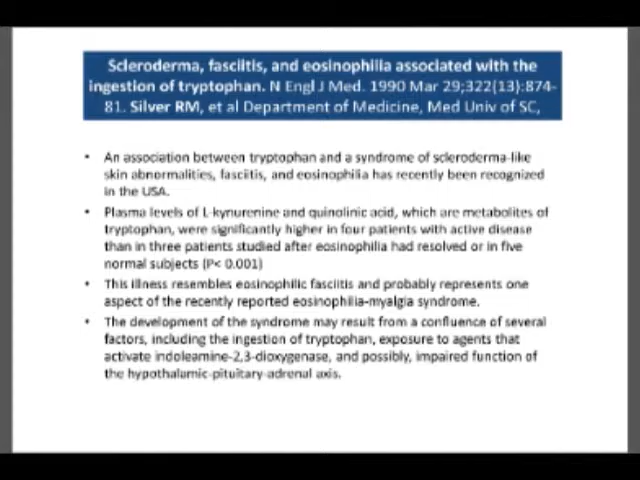 Scleroderma, fasciitis, and eosinophilia associated with the
ingestion of tryptophan. N Engl J Med. 1990 Mar 29;322(13):874-
81. Silver RM, et al Department of Medicine, Med Univ of SC,
• An association between tryptophan and a syndrome of scleroderma-like
skin abnormalities, fasciitis, and eosinophilia has recently been recognized
in the USA.
• Plasma levels of L-kynurenine and quinolinic acid, which are metabolites of
tryptophan, were significantly higher in four patients with active disease
than in three patients studied after eosinophilia had resolved or in five
normal subjects (P< 0.001)
• This illness resembles eosinophilic fasciitis and probably represents one
aspect of the recently reported eosinophilia-myalgia syndrome.
• The development of the syndrome may result from a confluence of several
factors, including the ingestion of tryptophan, exposure to agents that
activate indoleamine-2,3-dioxygenase, and possibly, impaired function of
the hypothalamic-pituitary-adrenal axis.